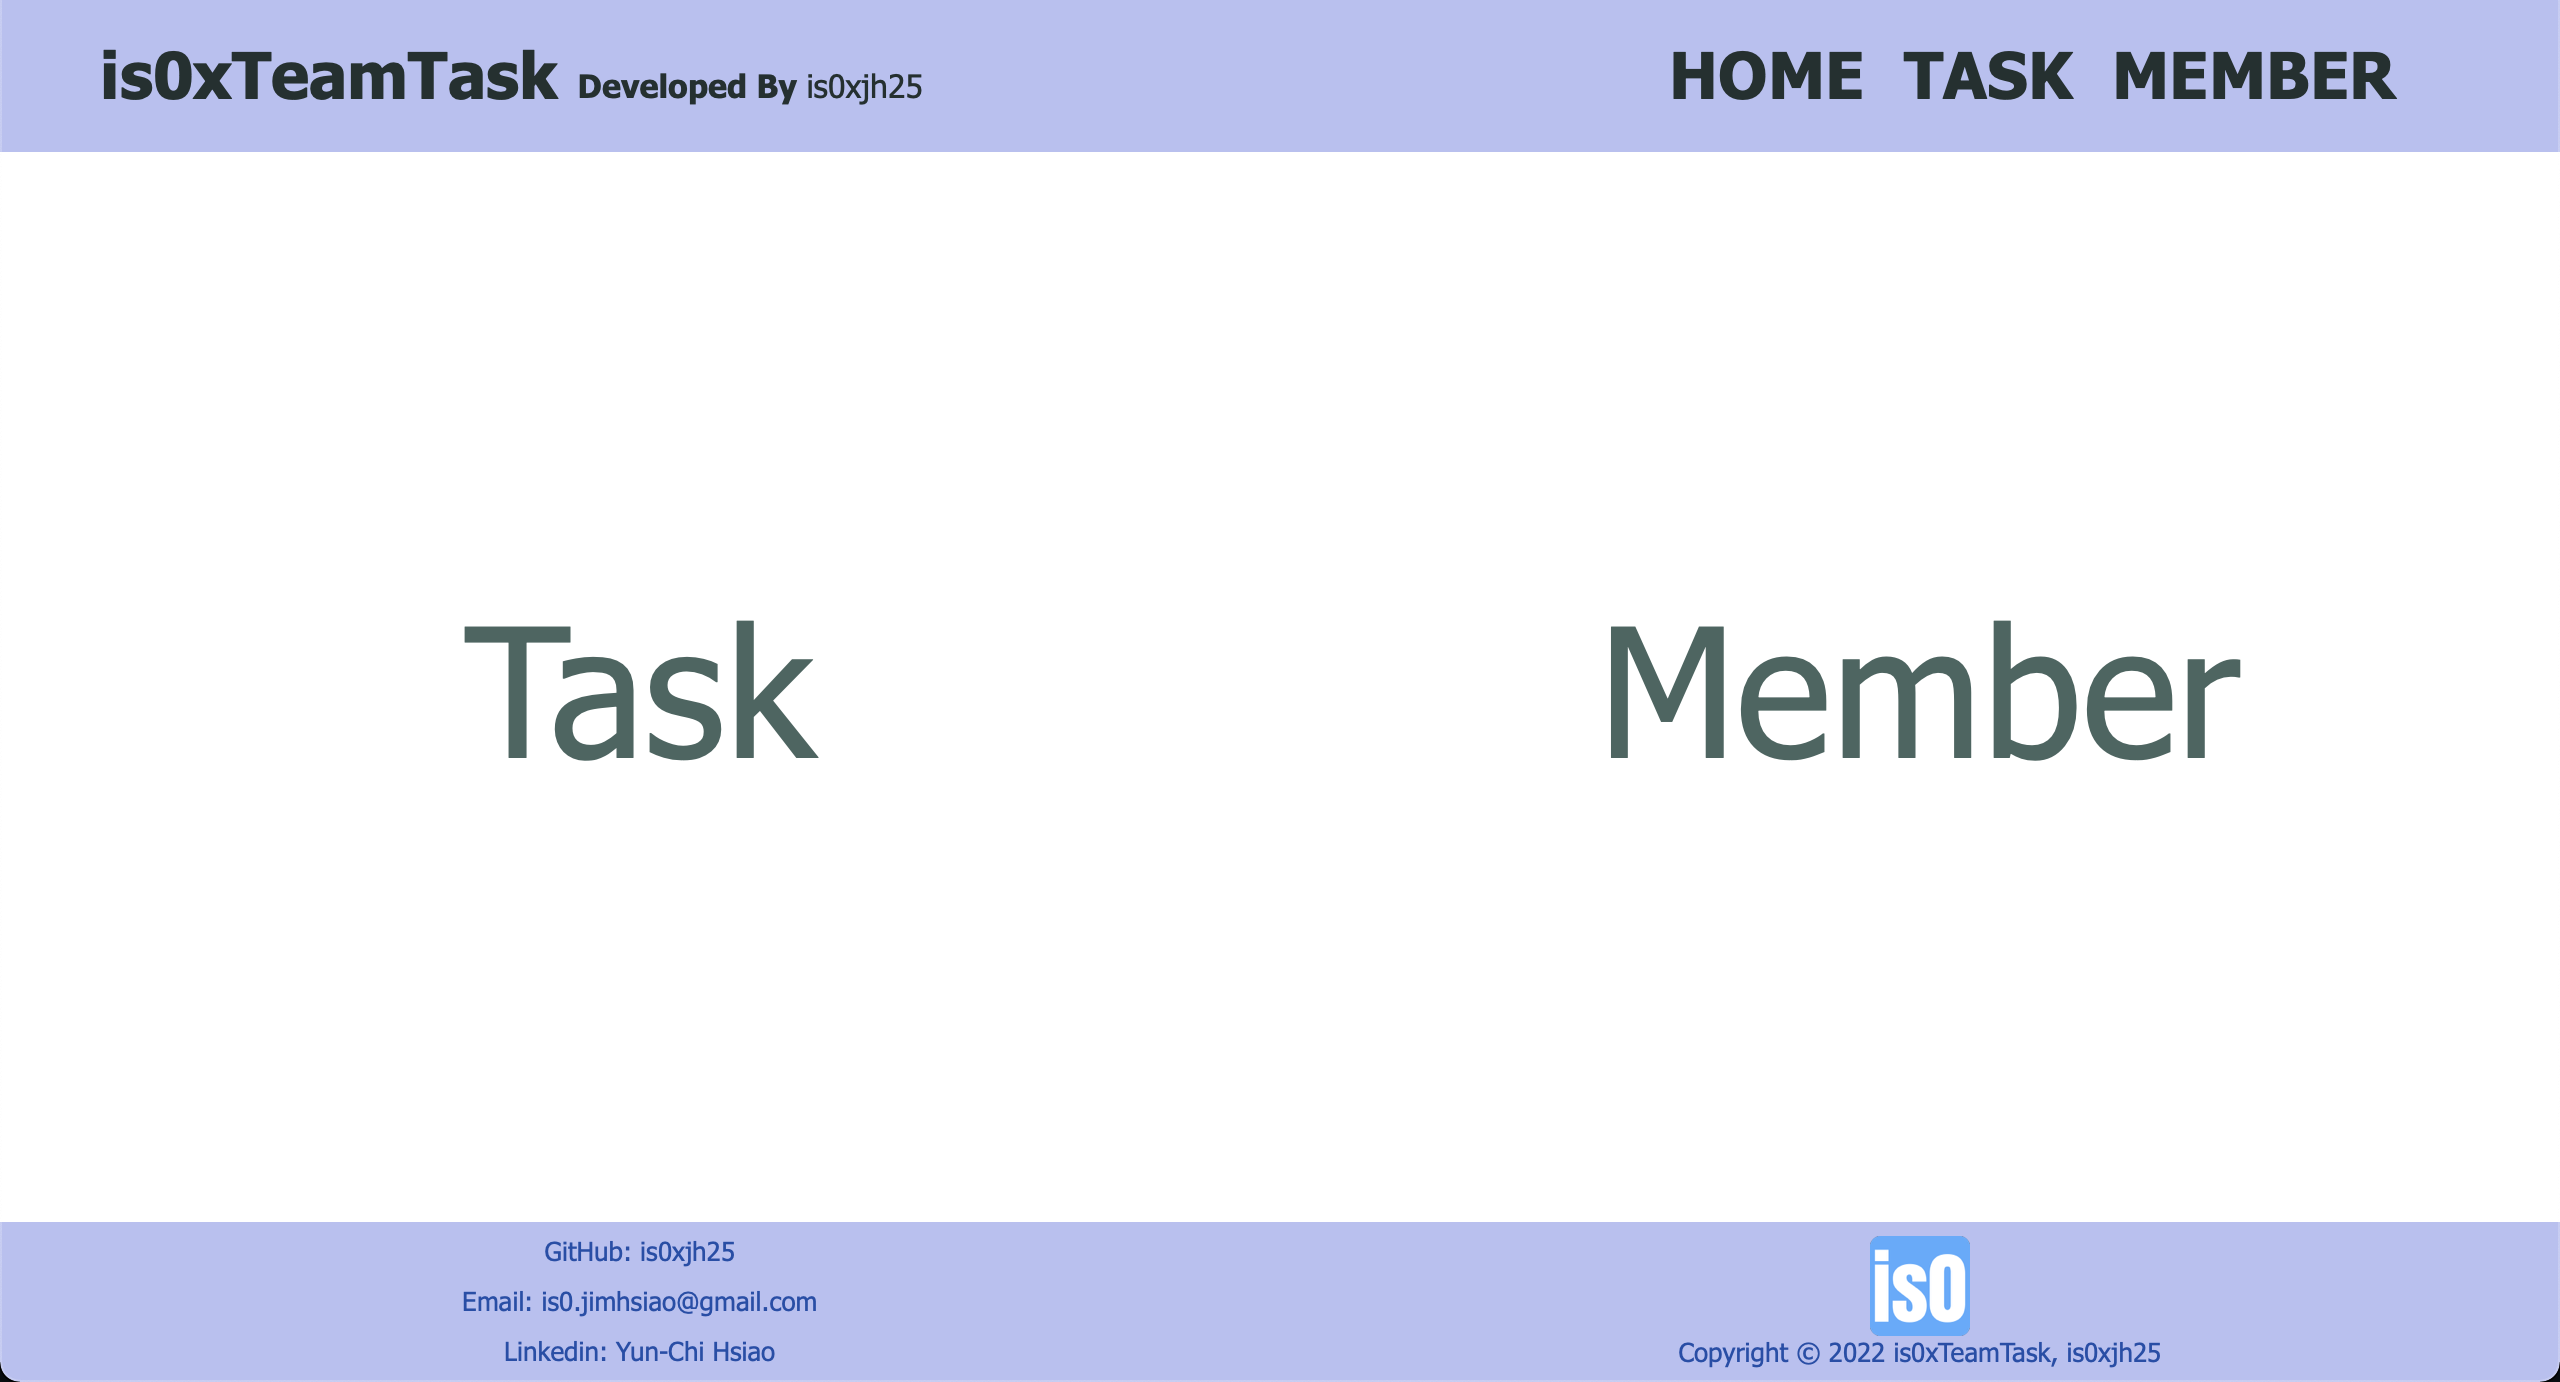 is0xTeamTask Developed By is0xjh25
HOME TASK MEMBER
Task
Member
GitHub: is0xjh25
Email: is0.jimhsiao@gmail.com
Linkedin: Yun-Chi Hsiao
is0
Copyright © 2022 is0xTeamTask, is0xjh25